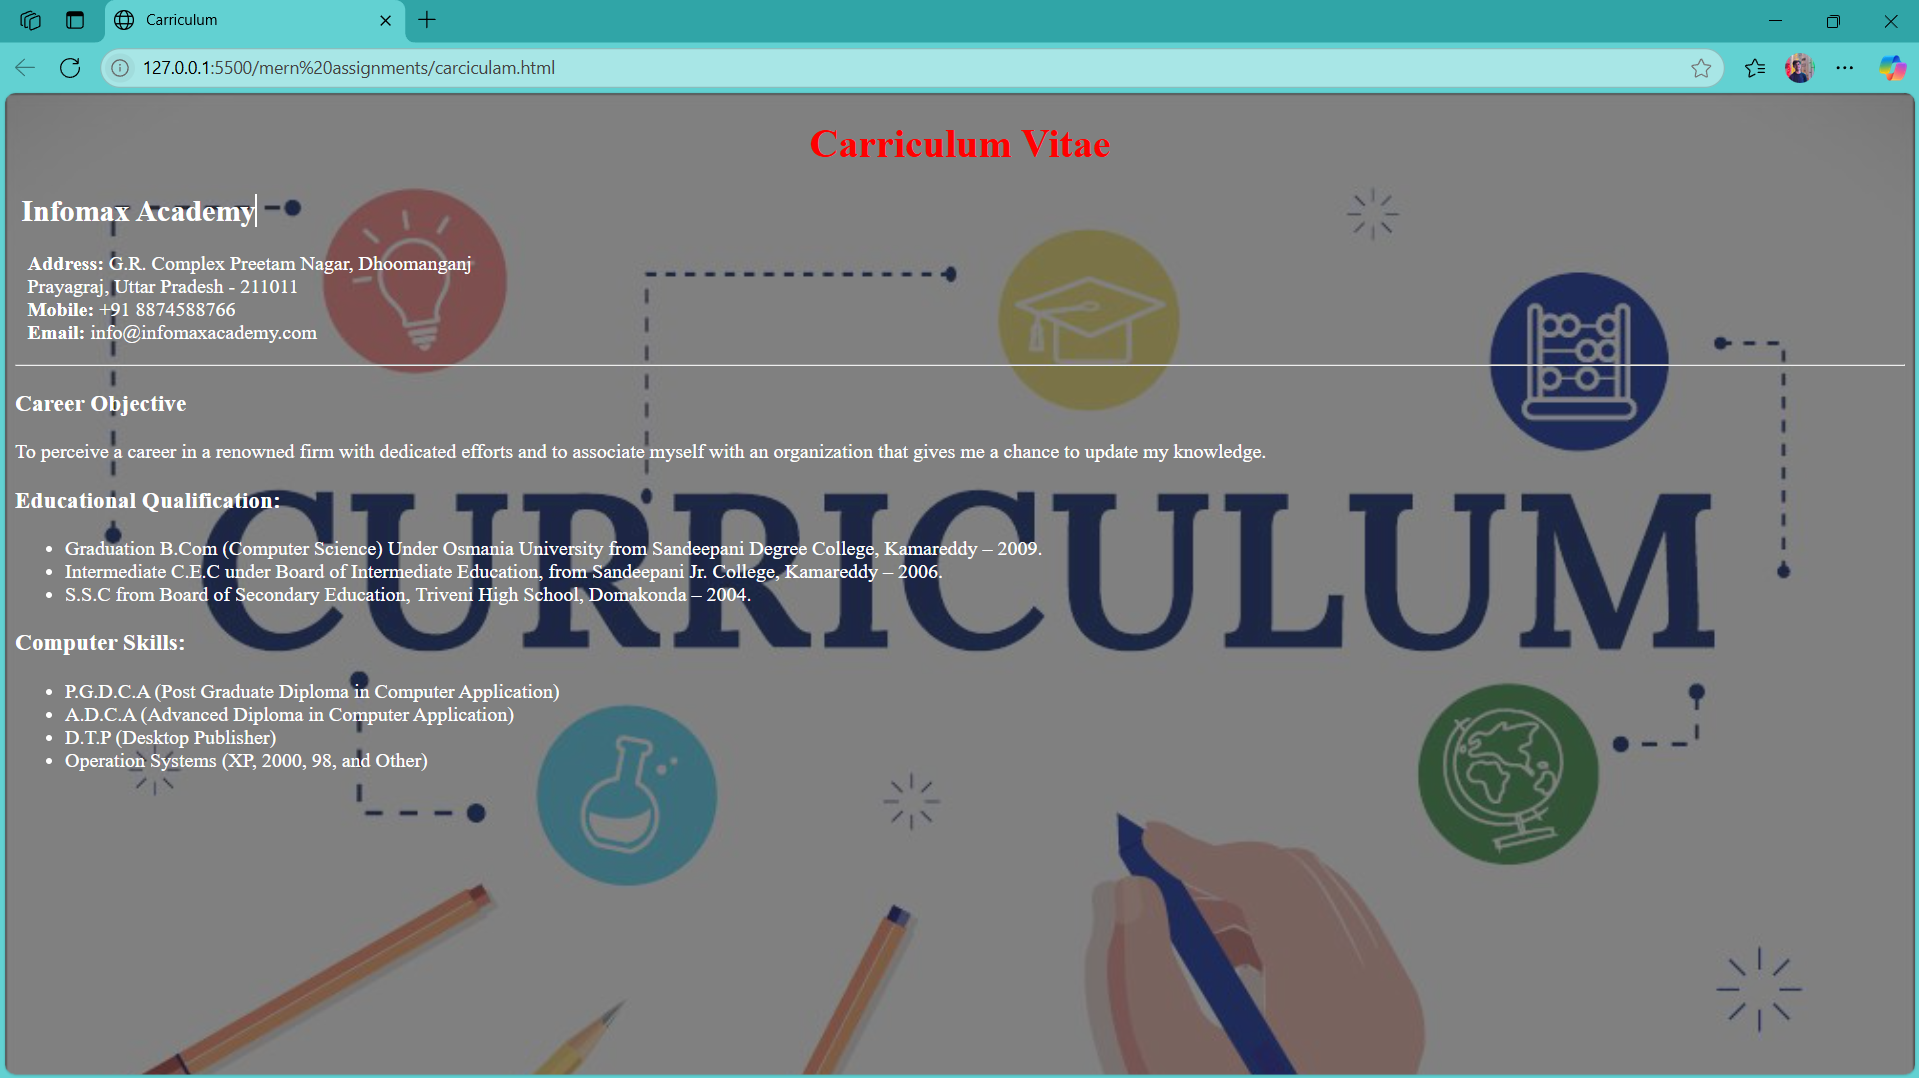 Carriculum
127.0.0.1:5500/mern%20assignments/carciculam.html
Carriculum Vitae
Infomax Academy
Address: G.R. Complex Preetam Nagar, Dhoomanganj
Prayagraj, Uttar Pradesh - 211011
Mobile: +91 8874588766
Email: info@infomaxacademy.com
Career Objective
To perceive a career in a renowned firm with dedicated efforts and to associate myself with an organization that gives me a chance to update my knowledge.
Educational Qualification:
CURRICULUM
• Graduation B.Com (Computer Science) Under Osmania University from Sandeepani Degree College, Kamareddy – 2009.
• Intermediate C.E.C under Board of Intermediate Education, from Sandeepani Jr. College, Kamareddy – 2006.
• S.S.C from Board of Secondary Education, Triveni High School, Domakonda – 2004.
Computer Skills:
• P.G.D.C.A (Post Graduate Diploma in Computer Application)
• A.D.C.A (Advanced Diploma in Computer Application)
• D.T.P (Desktop Publisher)
• Operation Systems (XP, 2000, 98, and Other)